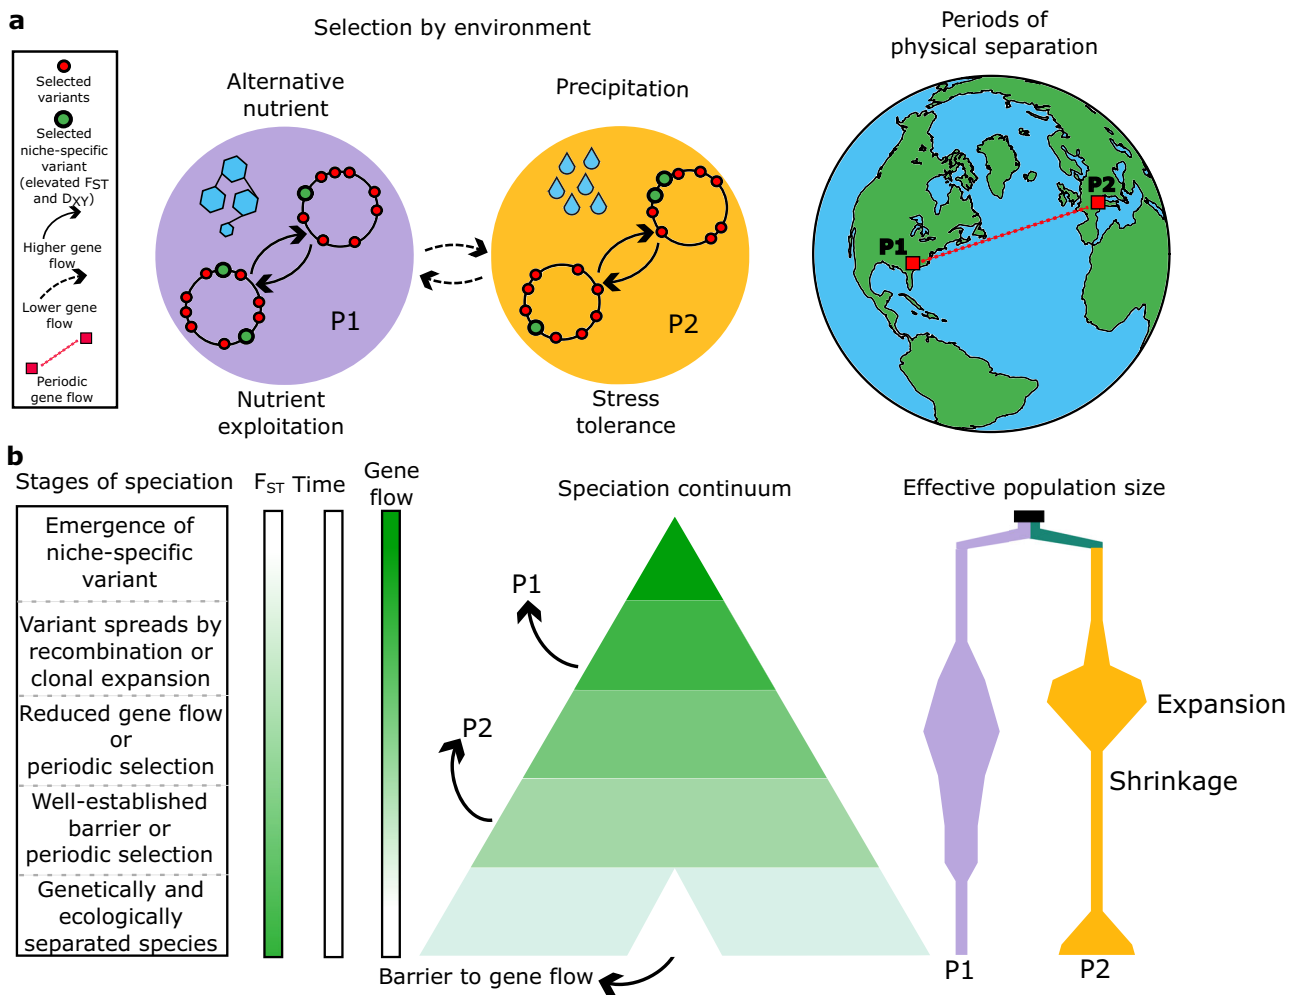 a
Selection by environment
Periods of
physical separation
Selected
variants
Selected
niche-specific
variant
(elevated FST
and DXY)
Higher gene
flow
Lower gene
flow
Periodic
gene flow
Alternative
nutrient
P1
Nutrient
exploitation
Precipitation
P2
Stress
tolerance
P1
P2
b
Stages of speciation
FST
Time
Gene
flow
Speciation continuum
Effective population size
Emergence of
niche-specific
variant
Variant spreads by
recombination or
clonal expansion
Reduced gene flow
or
periodic selection
Well-established
barrier or
periodic selection
Genetically and
ecologically
separated species
P1
P2
Barrier to gene flow
Expansion
Shrinkage
P1
P2